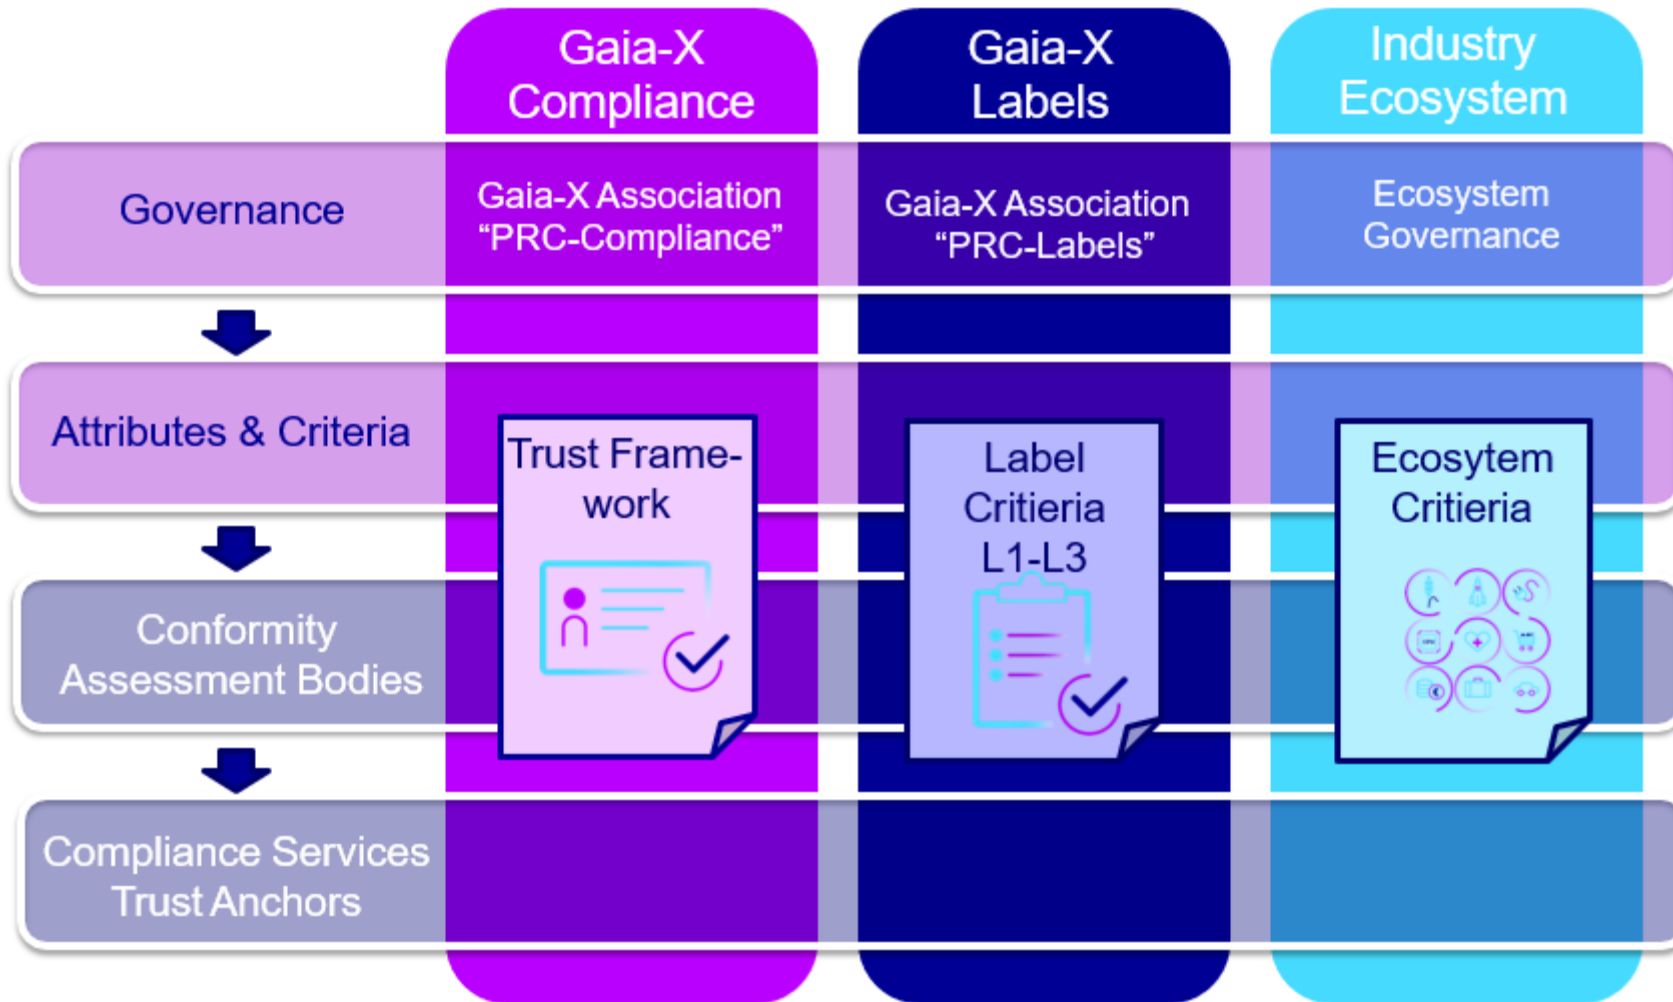 Gaia-X
Compliance
Gaia-X
Labels
Industry
Ecosystem
Governance
Gaia-X Association
“PRC-Compliance”
Gaia-X Association
“PRC-Labels”
Ecosystem
Governance
Attributes & Criteria
Trust Frame-
work
Label
Critieria
L1-L3
Ecosytem
Critieria
Conformity
Assessment Bodies
Compliance Services
Trust Anchors